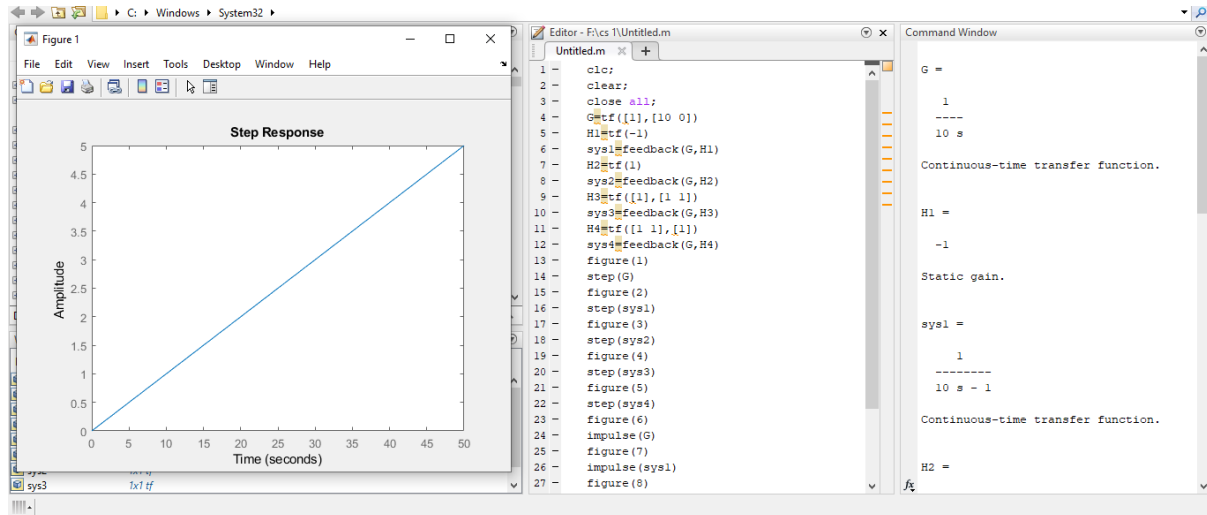 C: Windows System32
Figure 1
File Edit View Insert Tools Desktop Window Help
Step Response
5
4.5
4
3.5
3
2.5
2
1.5
1
0.5
0
Amplitude
0 5 10 15 20 25 30 35 40 45 50
Time (seconds)
sys3 1x1 tf
Editor - F:\cs 1\Untitled.m
Untitled.m
1 - clc;
2 - clear;
3 - close all;
4 - G=tf([1],[10 0])
5 - H1=tf(-1)
6 - sys1=feedback(G,H1)
7 - H2=tf(1)
8 - sys2=feedback(G,H2)
9 - H3=tf([1],[1 1])
10 - sys3=feedback(G,H3)
11 - H4=tf([1 1],[1])
12 - sys4=feedback(G,H4)
13 - figure(1)
14 - step(G)
15 - figure(2)
16 - step(sys1)
17 - figure(3)
18 - step(sys2)
19 - figure(4)
20 - step(sys3)
21 - figure(5)
22 - step(sys4)
23 - figure(6)
24 - impulse(G)
25 - figure(7)
26 - impulse(sys1)
27 - figure(8)
Command Window
G =
1
----
10 s
Continuous-time transfer function.
H1 =
-1
Static gain.
sys1 =
1
--------
10 s - 1
Continuous-time transfer function.
H2 =
fx